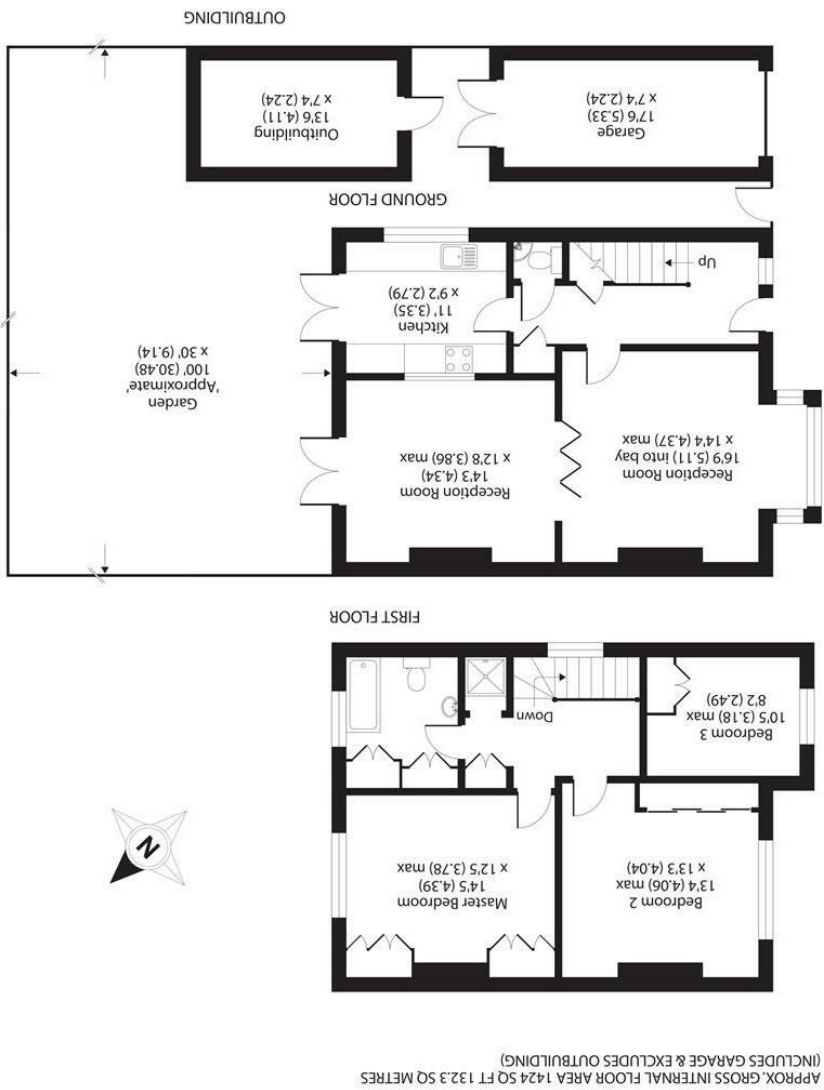 APPROX. GROSS INTERNAL FLOOR AREA 1424 SQ FT 132.3 SQ METRES
(INCLUDES GARAGE & EXCLUDES OUTBUILDING)
Bedroom 2
13'4 (4.06) max
x 13'3 (4.04)
Master Bedroom
14'5 (4.39)
x 12'5 (3.78) max
N
Bedroom 3
10'5 (3.18) max
8'2 (2.49)
Down
FIRST FLOOR
Reception Room
16'9 (5.11) into bay
x 14'4 (4.37) max
Reception Room
14'3 (4.34)
x 12'8 (3.86) max
Garden
'Approximate'
100' (30.48)
x 30' (9.14)
Kitchen
11' (3.35)
x 9'2 (2.79)
Up
GROUND FLOOR
Garage
17'6 (5.33)
x 7'4 (2.24)
Ouitbuilding
13'6 (4.11)
x 7'4 (2.24)
OUTBUILDING